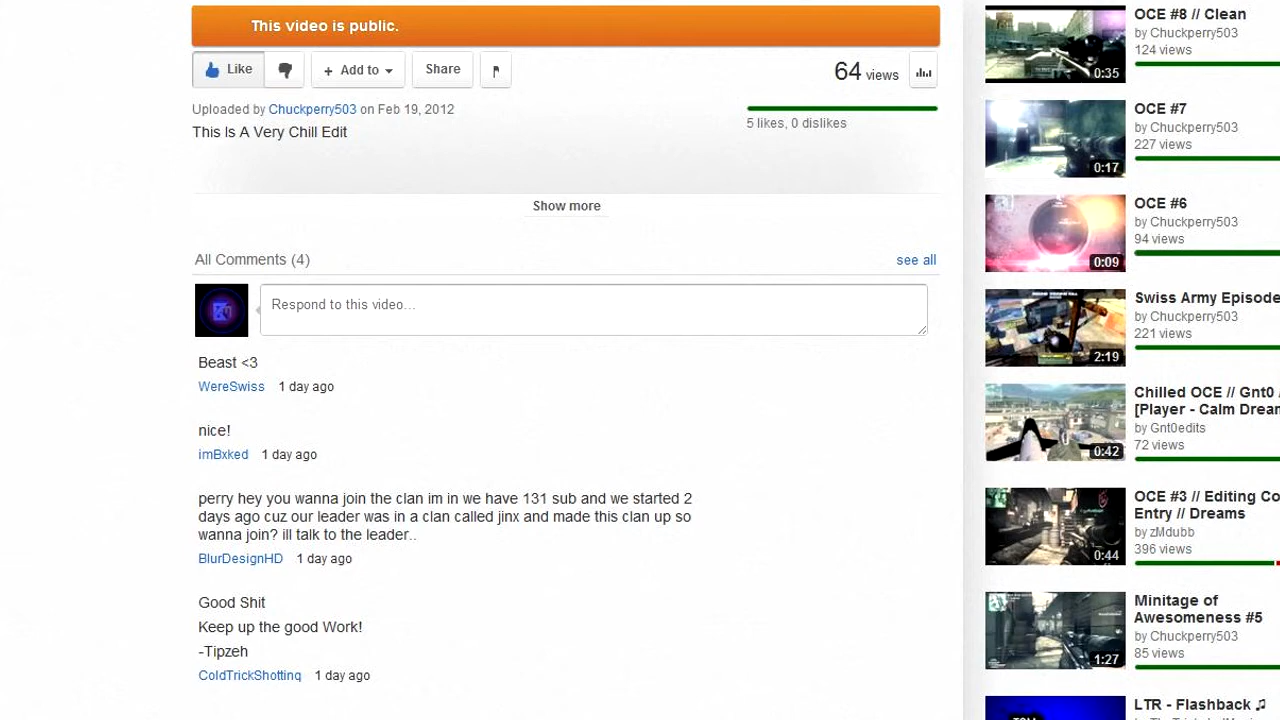 This video is public.
Like
Add to
Share
64 views
Uploaded by Chuckperry503 on Feb 19, 2012
5 likes, 0 dislikes
This Is A Very Chill Edit
Show more
All Comments (4)
see all
Respond to this video...
Beast <3
WereSwiss 1 day ago
nice!
imBxked 1 day ago
perry hey you wanna join the clan im in we have 131 sub and we started 2
days ago cuz our leader was in a clan called jinx and made this clan up so
wanna join? ill talk to the leader..
BlurDesignHD 1 day ago
Good Shit
Keep up the good Work!
-Tipzeh
ColdTrickShotting 1 day ago
OCE #8 // Clean
by Chuckperry503
124 views
0:35
OCE #7
by Chuckperry503
227 views
0:17
OCE #6
by Chuckperry503
94 views
0:09
Swiss Army Episode
by Chuckperry503
221 views
2:19
Chilled OCE // Gnt0 /
[Player - Calm Dream
by Gnt0edits
72 views
0:42
OCE #3 // Editing Co
Entry // Dreams
by zMdubb
396 views
0:44
Minitage of
Awesomeness #5
by Chuckperry503
85 views
1:27
LTR - Flashback ♫